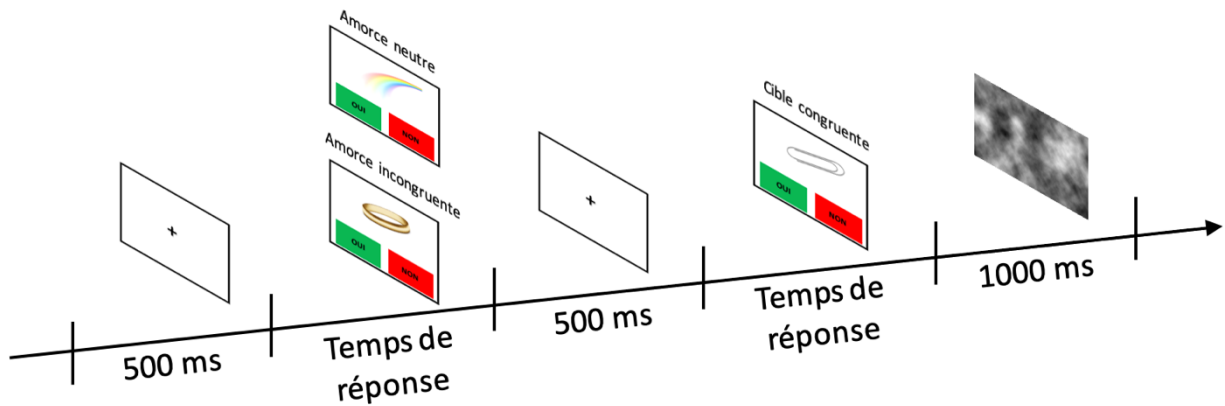 Amorce neutre
OUI
NON
Amorce incongruente
OUI
NON
Cible congruente
OUI
NON
500 ms
Temps de
réponse
500 ms
Temps de
réponse
1000 ms